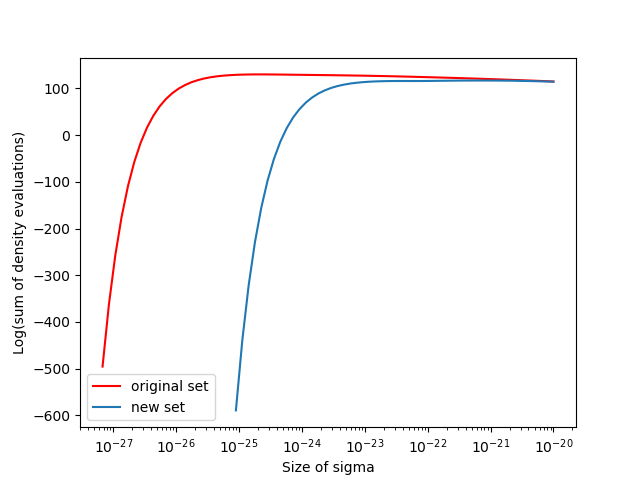 Log(sum of density evaluations)
100
0
−100
−200
−300
−400
−500
−600
original set
new set
10⁻²⁷ 10⁻²⁶ 10⁻²⁵ 10⁻²⁴ 10⁻²³ 10⁻²² 10⁻²¹ 10⁻²⁰
Size of sigma